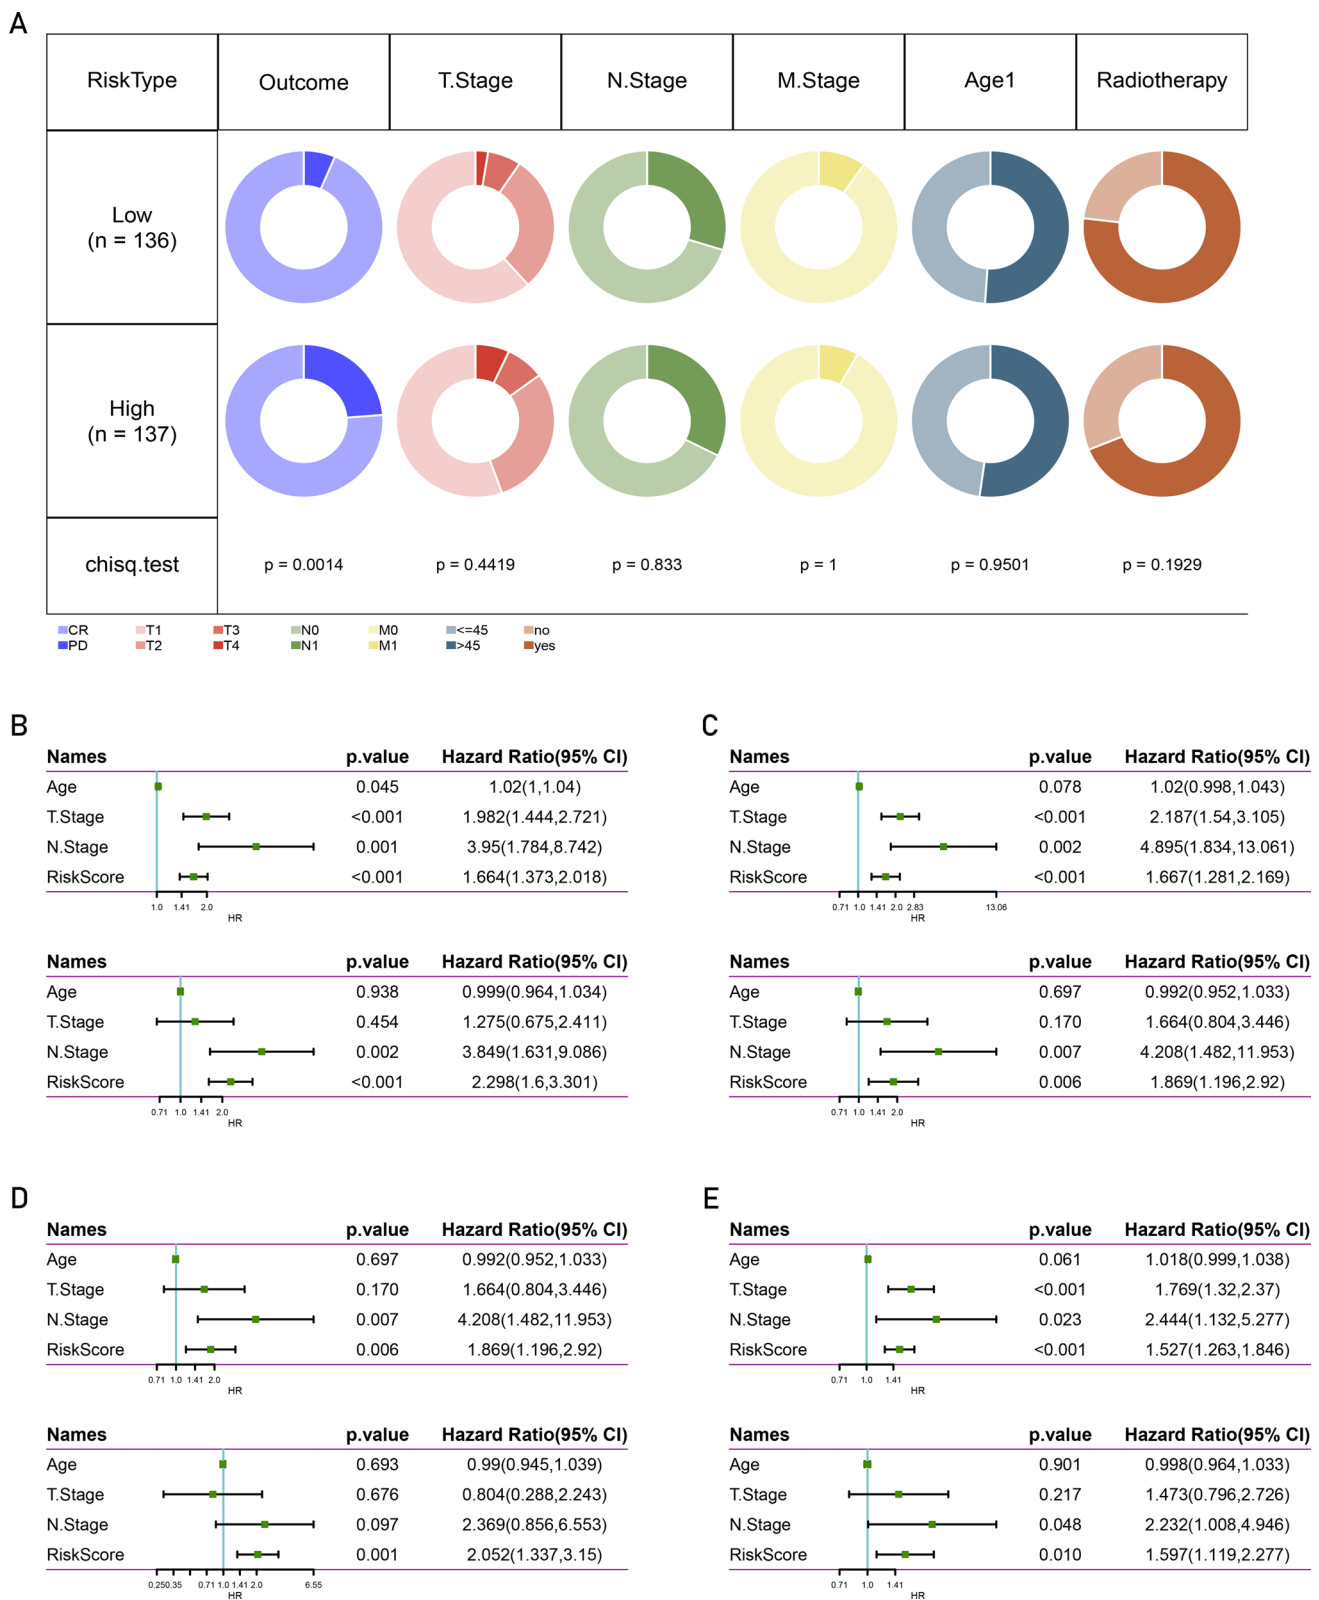 A
RiskType Outcome T.Stage N.Stage M.Stage Age1 Radiotherapy
Low
(n = 136)
High
(n = 137)
chisq.test p = 0.0014 p = 0.4419 p = 0.833 p = 1 p = 0.9501 p = 0.1929
CR T1 T3 N0 M0 <=45 no
PD T2 T4 N1 M1 >45 yes
B
Names p.value Hazard Ratio(95% CI)
Age 0.045 1.02(1,1.04)
T.Stage <0.001 1.982(1.444,2.721)
N.Stage 0.001 3.95(1.784,8.742)
RiskScore <0.001 1.664(1.373,2.018)
1.0 1.41 2.0
HR
Names p.value Hazard Ratio(95% CI)
Age 0.938 0.999(0.964,1.034)
T.Stage 0.454 1.275(0.675,2.411)
N.Stage 0.002 3.849(1.631,9.086)
RiskScore <0.001 2.298(1.6,3.301)
0.71 1.0 1.41 2.0
HR
C
Names p.value Hazard Ratio(95% CI)
Age 0.078 1.02(0.998,1.043)
T.Stage <0.001 2.187(1.54,3.105)
N.Stage 0.002 4.895(1.834,13.061)
RiskScore <0.001 1.667(1.281,2.169)
0.71 1.0 1.41 2.0 2.83 13.06
HR
Names p.value Hazard Ratio(95% CI)
Age 0.697 0.992(0.952,1.033)
T.Stage 0.170 1.664(0.804,3.446)
N.Stage 0.007 4.208(1.482,11.953)
RiskScore 0.006 1.869(1.196,2.92)
0.71 1.0 1.41 2.0
HR
D
Names p.value Hazard Ratio(95% CI)
Age 0.697 0.992(0.952,1.033)
T.Stage 0.170 1.664(0.804,3.446)
N.Stage 0.007 4.208(1.482,11.953)
RiskScore 0.006 1.869(1.196,2.92)
0.71 1.0 1.41 2.0
HR
Names p.value Hazard Ratio(95% CI)
Age 0.693 0.99(0.945,1.039)
T.Stage 0.676 0.804(0.288,2.243)
N.Stage 0.097 2.369(0.856,6.553)
RiskScore 0.001 2.052(1.337,3.15)
0.250.35 0.71 1.0 1.41 2.0 6.55
HR
E
Names p.value Hazard Ratio(95% CI)
Age 0.061 1.018(0.999,1.038)
T.Stage <0.001 1.769(1.32,2.37)
N.Stage 0.023 2.444(1.132,5.277)
RiskScore <0.001 1.527(1.263,1.846)
0.71 1.0 1.41
HR
Names p.value Hazard Ratio(95% CI)
Age 0.901 0.998(0.964,1.033)
T.Stage 0.217 1.473(0.796,2.726)
N.Stage 0.048 2.232(1.008,4.946)
RiskScore 0.010 1.597(1.119,2.277)
0.71 1.0 1.41
HR